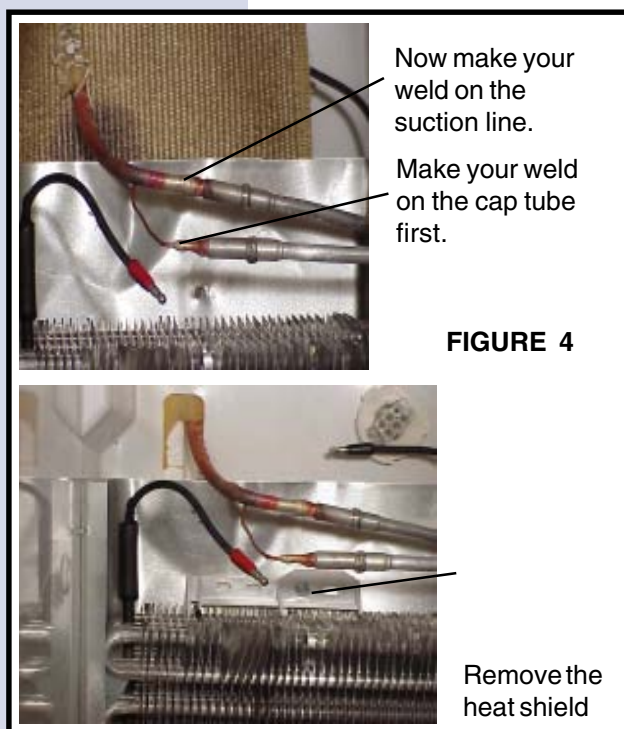 Now make your
weld on the
suction line.
Make your weld
on the cap tube
first.
FIGURE 4
Remove the
heat shield